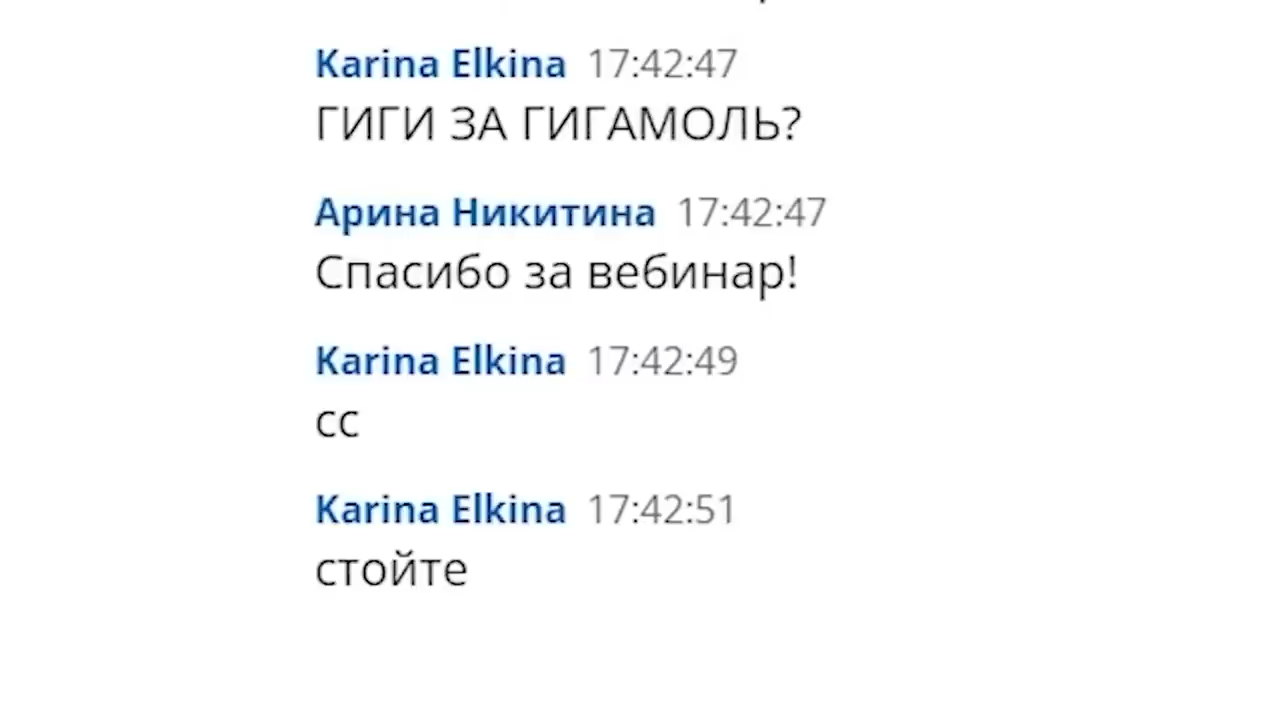 Karina Elkina 17:42:47
ГИГИ ЗА ГИГАМОЛЬ?
Арина Никитина 17:42:47
Спасибо за вебинар!
Karina Elkina 17:42:49
сс
Karina Elkina 17:42:51
стойте